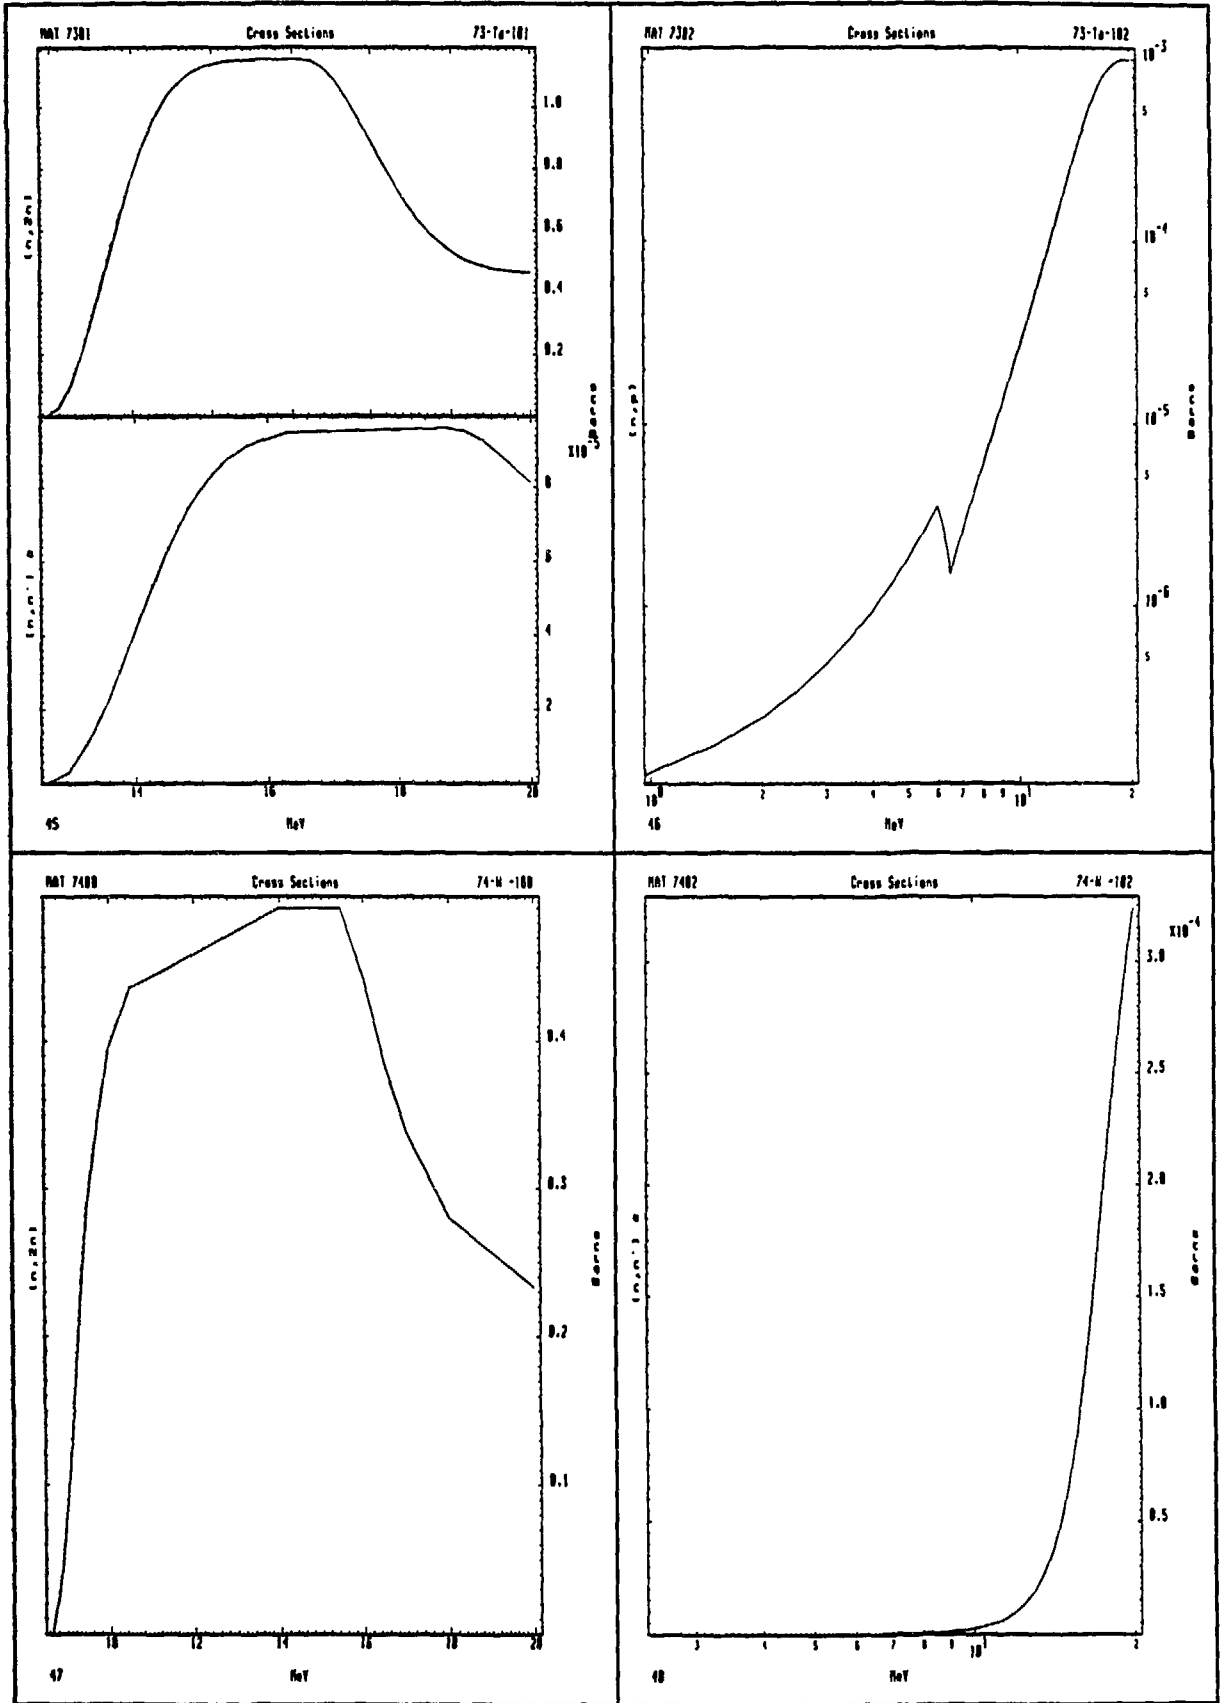 MAT 7381 Cross Sections 73-Ta-181
(n,2n)
1.0
0.8
0.6
0.4
0.2
Barns
X10⁻⁵
(n,n') a
8
6
4
2
14 16 18 20
45 MeV
MAT 7382 Cross Sections 73-Ta-182
(n,p)
10⁻³
5
10⁻⁴
5
10⁻⁵
5
10⁻⁶
5
Barns
10⁰ 2 3 4 5 6 7 8 9 10¹ 2
46 MeV
MAT 7480 Cross Sections 74-W -180
(n,2n)
0.4
0.3
0.2
0.1
Barns
10 12 14 16 18 20
47 MeV
MAT 7482 Cross Sections 74-W -182
X10⁻⁴
(n,n') a
3.0
2.5
2.0
1.5
1.0
0.5
Barns
3 4 5 6 7 8 9 10¹ 2
48 MeV